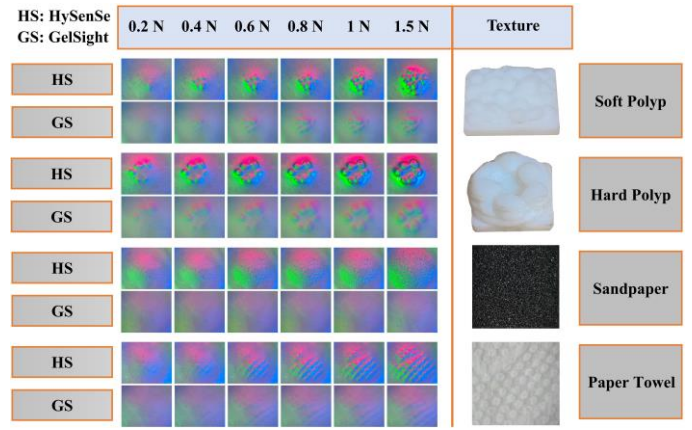 HS: HySenSe
GS: GelSight
0.2 N 0.4 N 0.6 N 0.8 N 1 N 1.5 N Texture
HS
GS
Soft Polyp
HS
GS
Hard Polyp
HS
GS
Sandpaper
HS
GS
Paper Towel